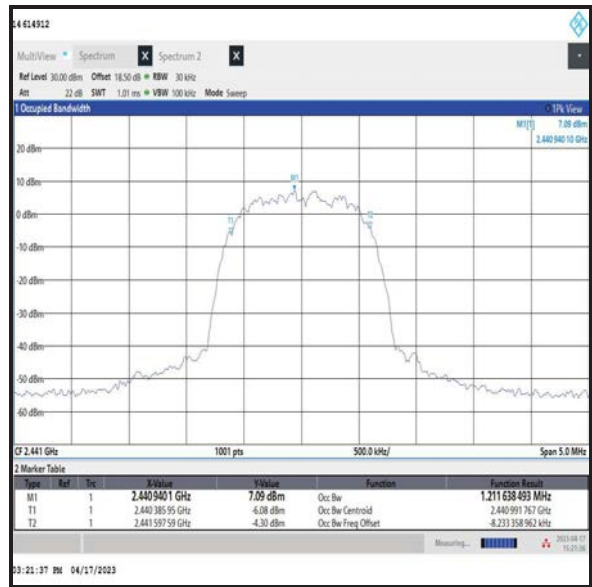 14 614912
MultiView Spectrum X Spectrum 2 X
Ref Level 30.00 dBm Offset 18.50 dB RBW 30 kHz
Att 22 dB SWT 1.01 ms VBW 100 kHz Mode Sweep
1 Occupied Bandwidth 1Pk View
M1[1] 7.09 dBm
2.440 940 10 GHz
20 dBm
10 dBm
M1
0 dBm
T1
T2
-10 dBm
-20 dBm
-30 dBm
-40 dBm
-50 dBm
-60 dBm
CF 2.441 GHz 1001 pts 500.0 kHz/ Span 5.0 MHz
2 Marker Table
Type Ref Trc X-Value Y-Value Function Function Result
M1 1 2.4409401 GHz 7.09 dBm Occ Bw 1.211 638 493 MHz
T1 1 2.440 385 95 GHz -6.08 dBm Occ Bw Centroid 2.440 991 767 GHz
T2 1 2.441 597 59 GHz -4.30 dBm Occ Bw Freq Offset -8.233 358 962 kHz
Measuring...
15:21:36
03:21:37 PM 04/17/2023